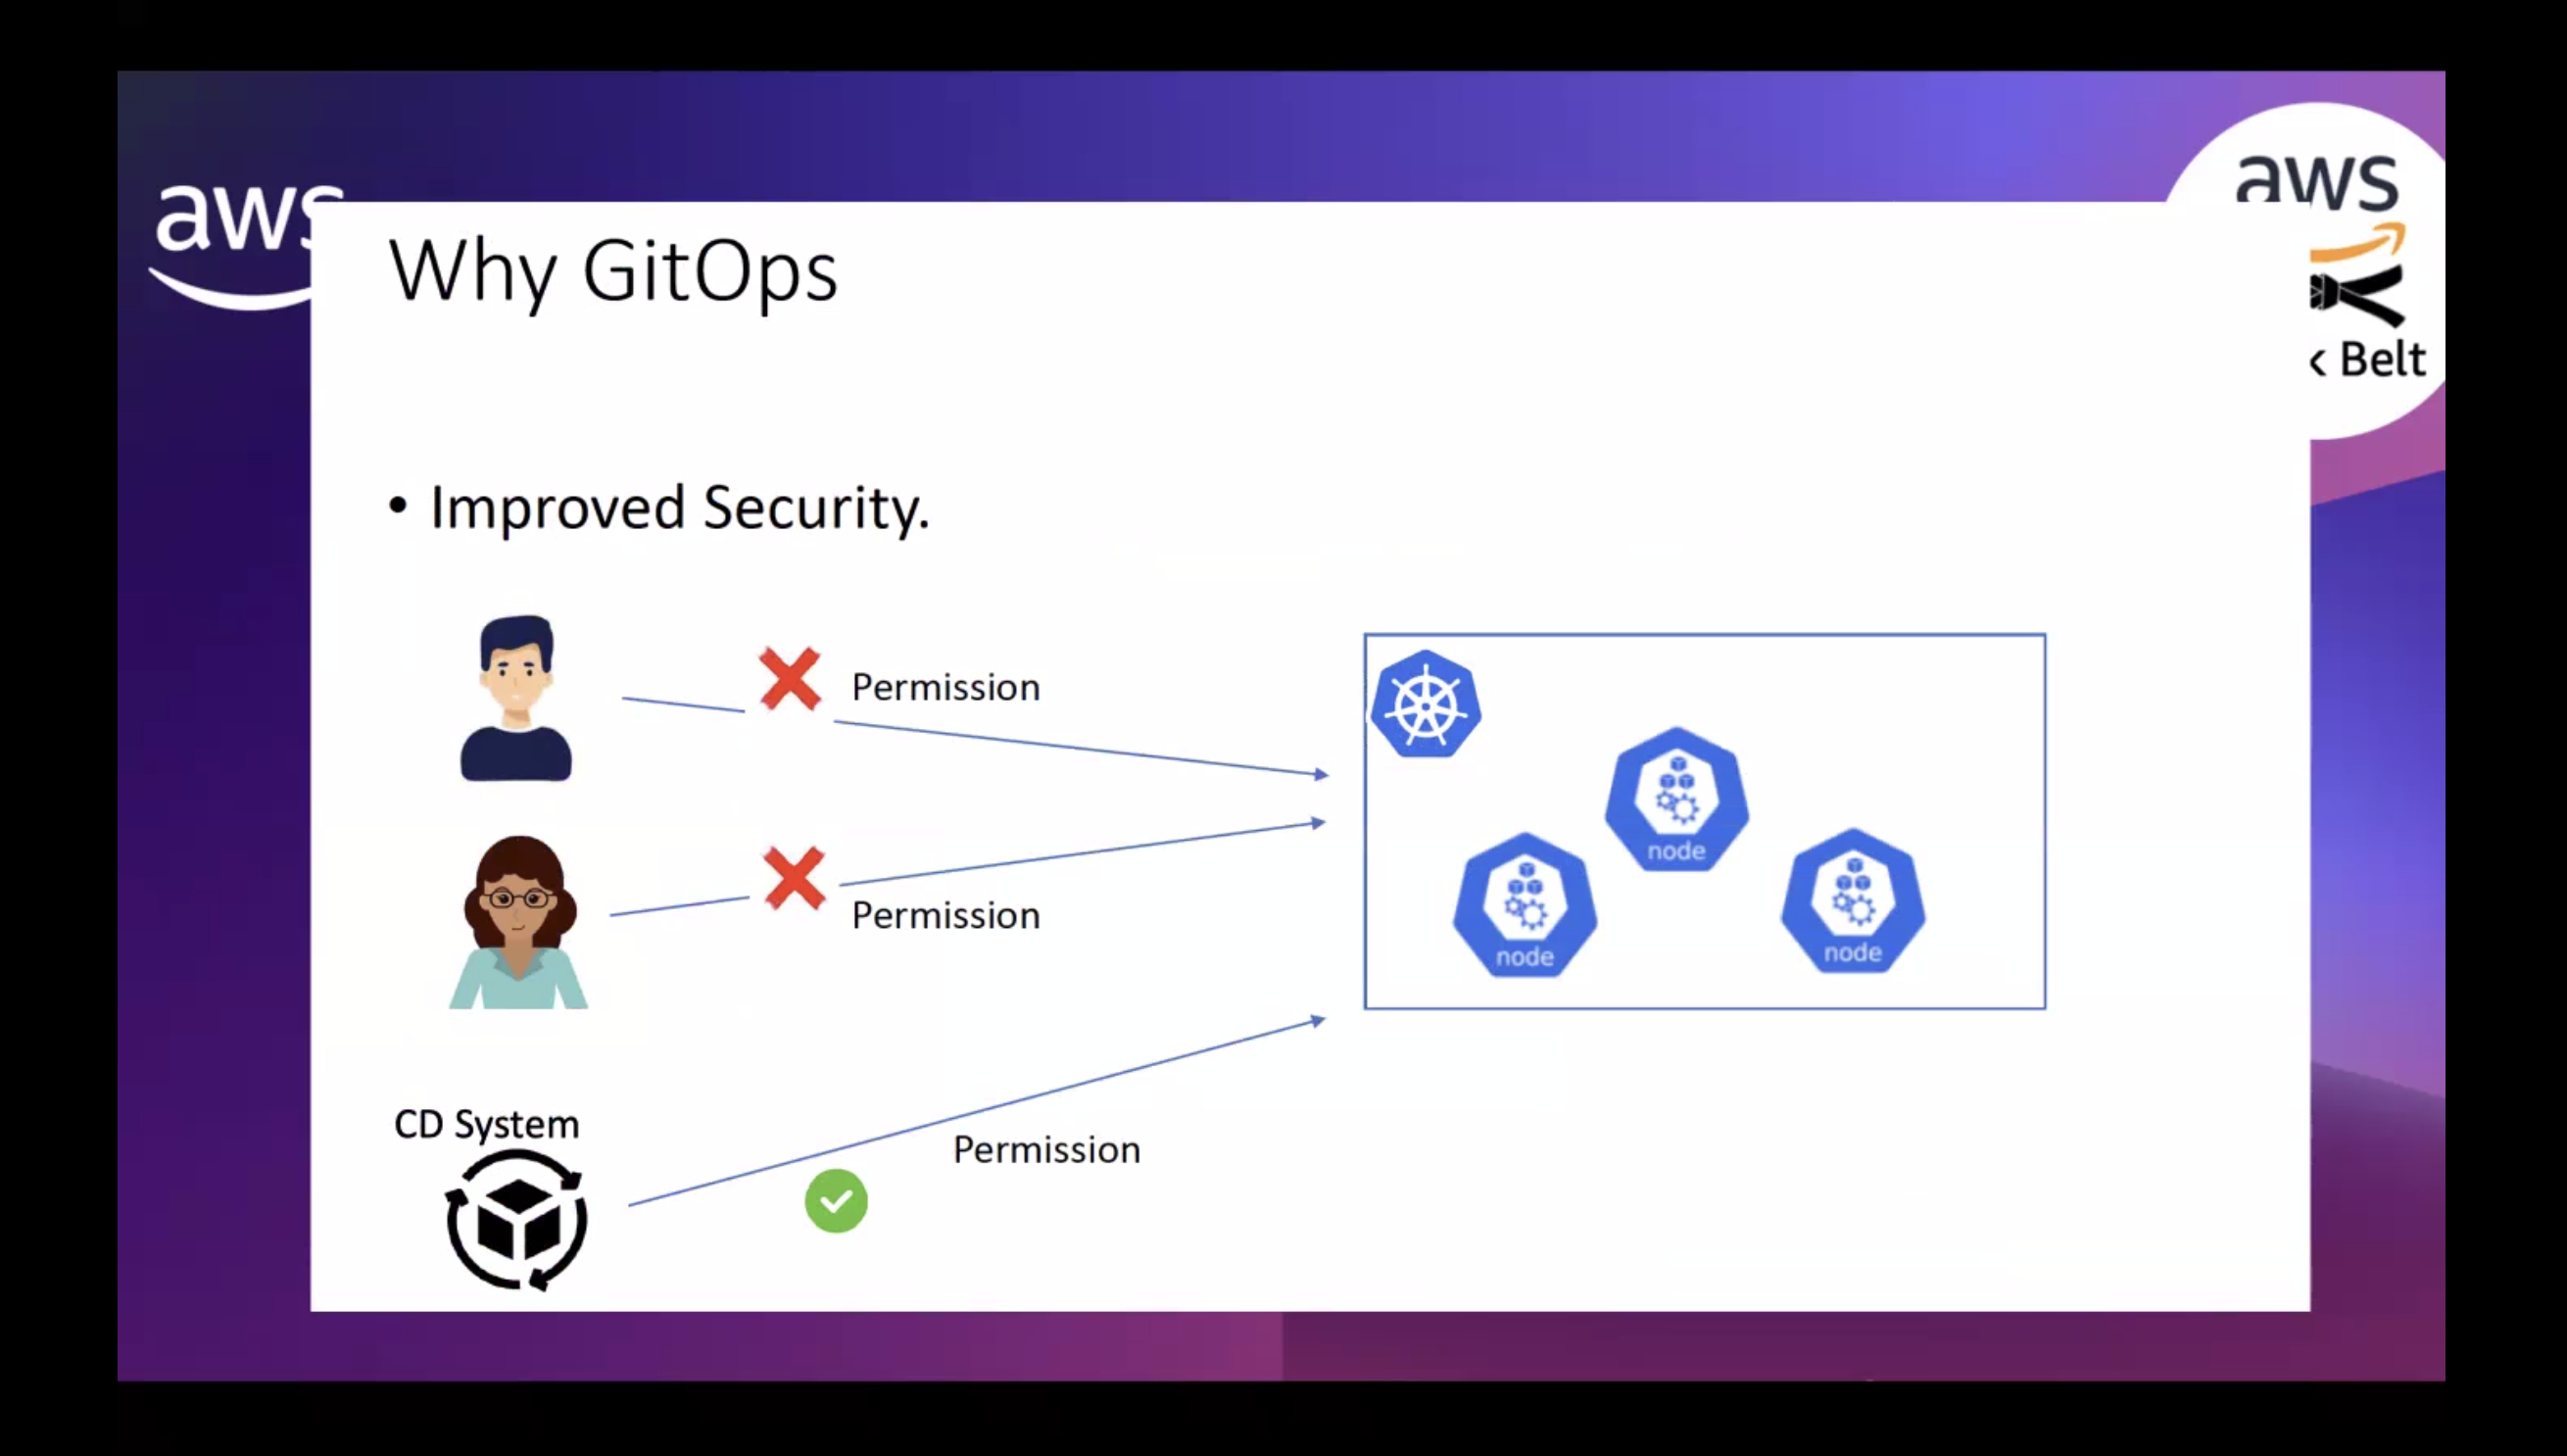 aws
aws
Why GitOps
k Belt
• Improved Security.
Permission
node
Permission
node
node
CD System
Permission